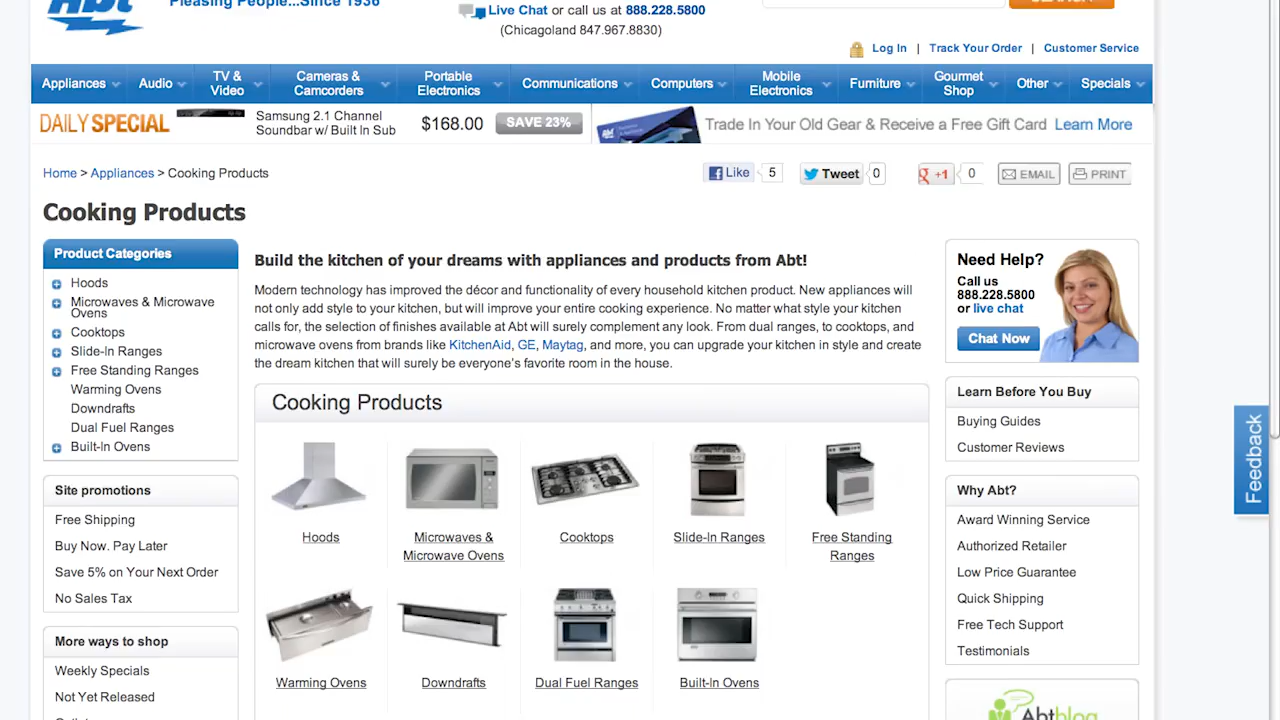 Abt
Pleasing People...Since 1936
Live Chat or call us at 888.228.5800
(Chicagoland 847.967.8830)
SEARCH
Log In | Track Your Order | Customer Service
Appliances
Audio
TV &
Video
Cameras &
Camcorders
Portable
Electronics
Communications
Computers
Mobile
Electronics
Furniture
Gourmet
Shop
Other
Specials
DAILY SPECIAL
Samsung 2.1 Channel
Soundbar w/ Built In Sub
$168.00
SAVE 23%
Trade In Your Old Gear & Receive a Free Gift Card Learn More
Home > Appliances > Cooking Products
Like 5
Tweet 0
+1 0
EMAIL
PRINT
Cooking Products
Product Categories
Hoods
Microwaves & Microwave
Ovens
Cooktops
Slide-In Ranges
Free Standing Ranges
Warming Ovens
Downdrafts
Dual Fuel Ranges
Built-In Ovens
Site promotions
Free Shipping
Buy Now. Pay Later
Save 5% on Your Next Order
No Sales Tax
More ways to shop
Weekly Specials
Not Yet Released
Build the kitchen of your dreams with appliances and products from Abt!
Modern technology has improved the décor and functionality of every household kitchen product. New appliances will
not only add style to your kitchen, but will improve your entire cooking experience. No matter what style your kitchen
calls for, the selection of finishes available at Abt will surely complement any look. From dual ranges, to cooktops, and
microwave ovens from brands like KitchenAid, GE, Maytag, and more, you can upgrade your kitchen in style and create
the dream kitchen that will surely be everyone's favorite room in the house.
Cooking Products
Hoods
Microwaves &
Microwave Ovens
Cooktops
Slide-In Ranges
Free Standing
Ranges
Warming Ovens
Downdrafts
Dual Fuel Ranges
Built-In Ovens
Need Help?
Call us
888.228.5800
or live chat
Chat Now
Learn Before You Buy
Buying Guides
Customer Reviews
Why Abt?
Award Winning Service
Authorized Retailer
Low Price Guarantee
Quick Shipping
Free Tech Support
Testimonials
Abtblog
Feedback